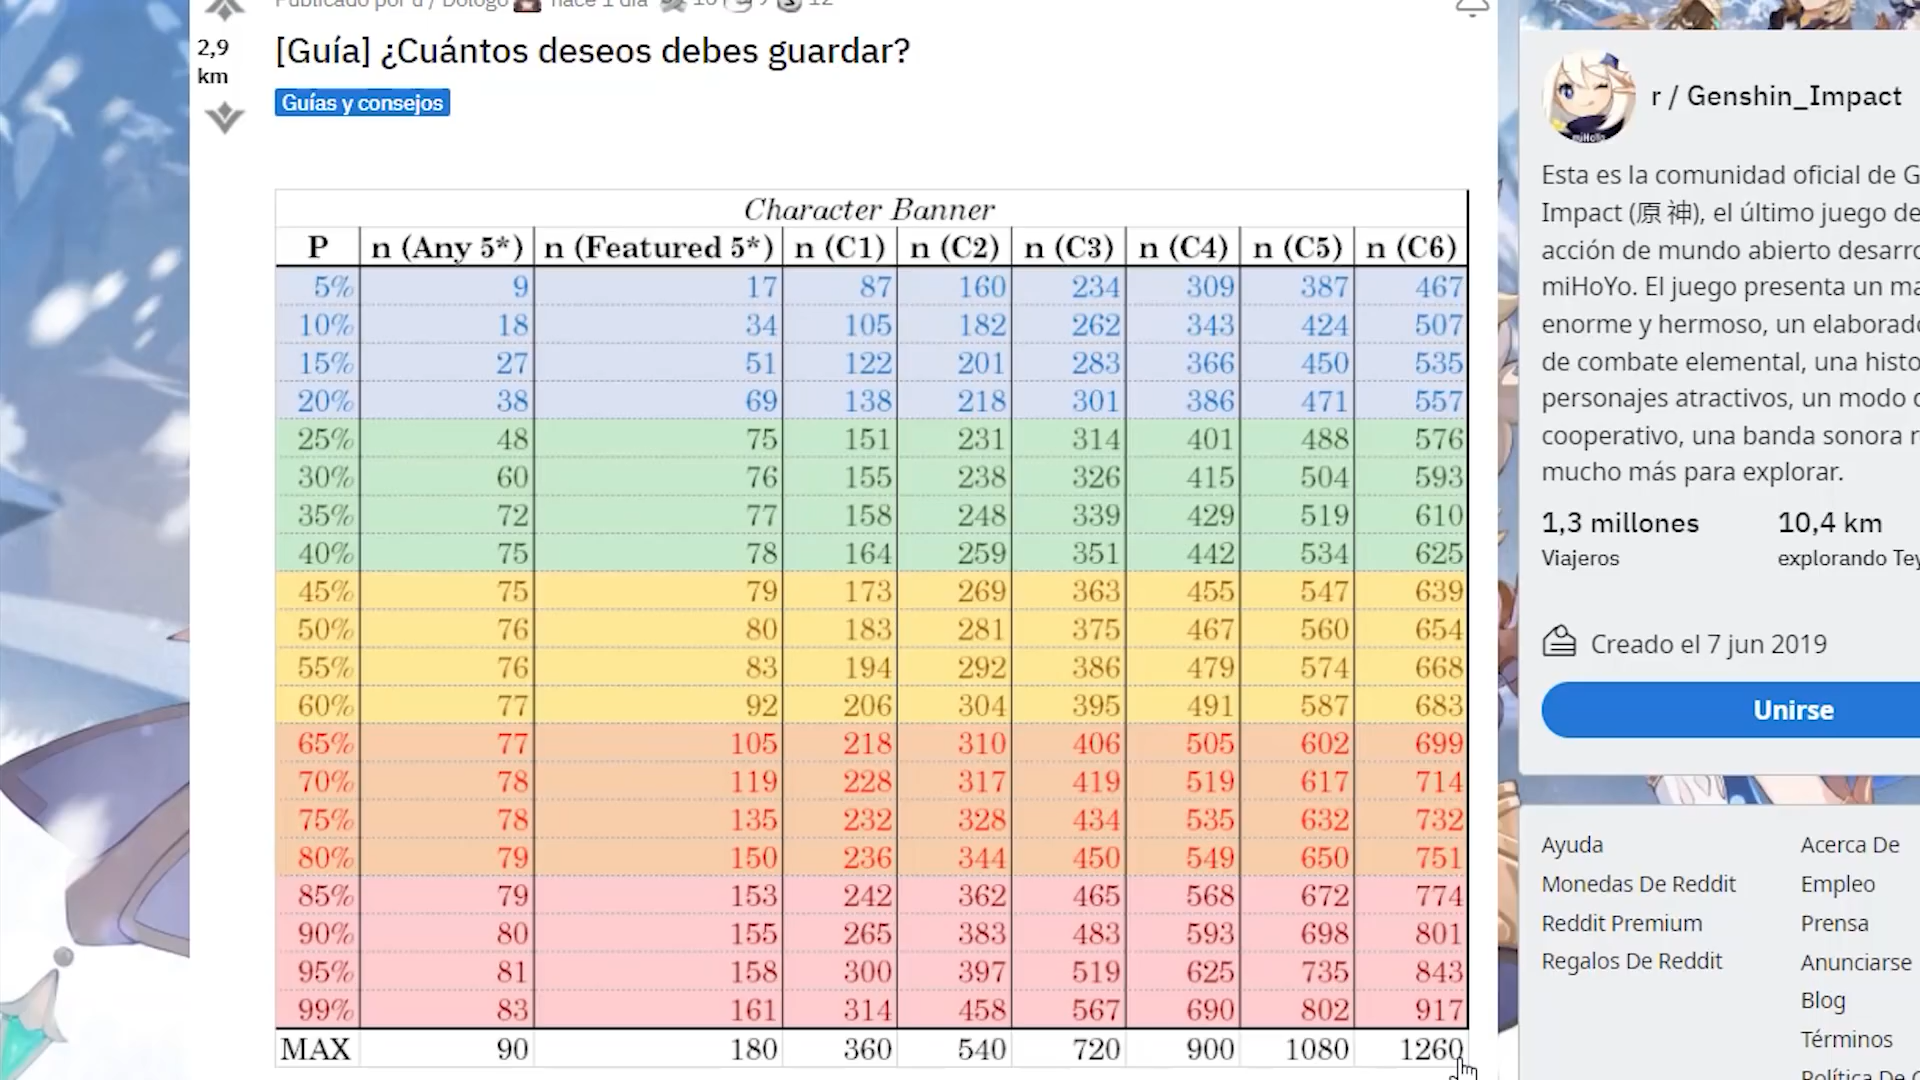 Publicado por u / Dologo hace 1 día 10 9 12
2,9
km
[Guía] ¿Cuántos deseos debes guardar?
Guías y consejos
Character Banner
P n (Any 5*) n (Featured 5*) n (C1) n (C2) n (C3) n (C4) n (C5) n (C6)
5% 9 17 87 160 234 309 387 467
10% 18 34 105 182 262 343 424 507
15% 27 51 122 201 283 366 450 535
20% 38 69 138 218 301 386 471 557
25% 48 75 151 231 314 401 488 576
30% 60 76 155 238 326 415 504 593
35% 72 77 158 248 339 429 519 610
40% 75 78 164 259 351 442 534 625
45% 75 79 173 269 363 455 547 639
50% 76 80 183 281 375 467 560 654
55% 76 83 194 292 386 479 574 668
60% 77 92 206 304 395 491 587 683
65% 77 105 218 310 406 505 602 699
70% 78 119 228 317 419 519 617 714
75% 78 135 232 328 434 535 632 732
80% 79 150 236 344 450 549 650 751
85% 79 153 242 362 465 568 672 774
90% 80 155 265 383 483 593 698 801
95% 81 158 300 397 519 625 735 843
99% 83 161 314 458 567 690 802 917
MAX 90 180 360 540 720 900 1080 1260
miHoYo
r / Genshin_Impact
Esta es la comunidad oficial de G
Impact (原神), el último juego de
acción de mundo abierto desarro
miHoYo. El juego presenta un ma
enorme y hermoso, un elaborado
de combate elemental, una histo
personajes atractivos, un modo c
cooperativo, una banda sonora r
mucho más para explorar.
1,3 millones 10,4 km
Viajeros explorando Tey
Creado el 7 jun 2019
Unirse
Ayuda Acerca De
Monedas De Reddit Empleo
Reddit Premium Prensa
Regalos De Reddit Anunciarse
Blog
Términos
Política De C